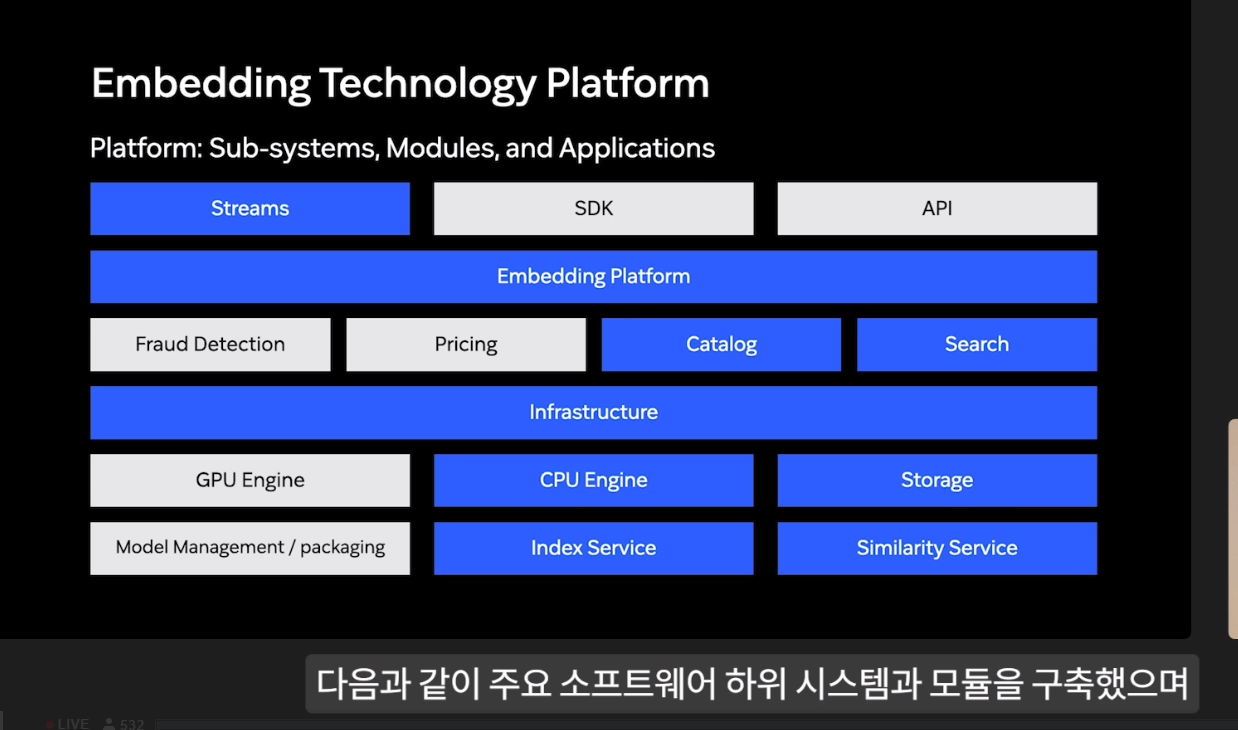 Embedding Technology Platform
Platform: Sub-systems, Modules, and Applications
Streams
SDK
API
Embedding Platform
Fraud Detection
Pricing
Catalog
Search
Infrastructure
GPU Engine
CPU Engine
Storage
Model Management / packaging
Index Service
Similarity Service
다음과 같이 주요 소프트웨어 하위 시스템과 모듈을 구축했으며
LIVE 532